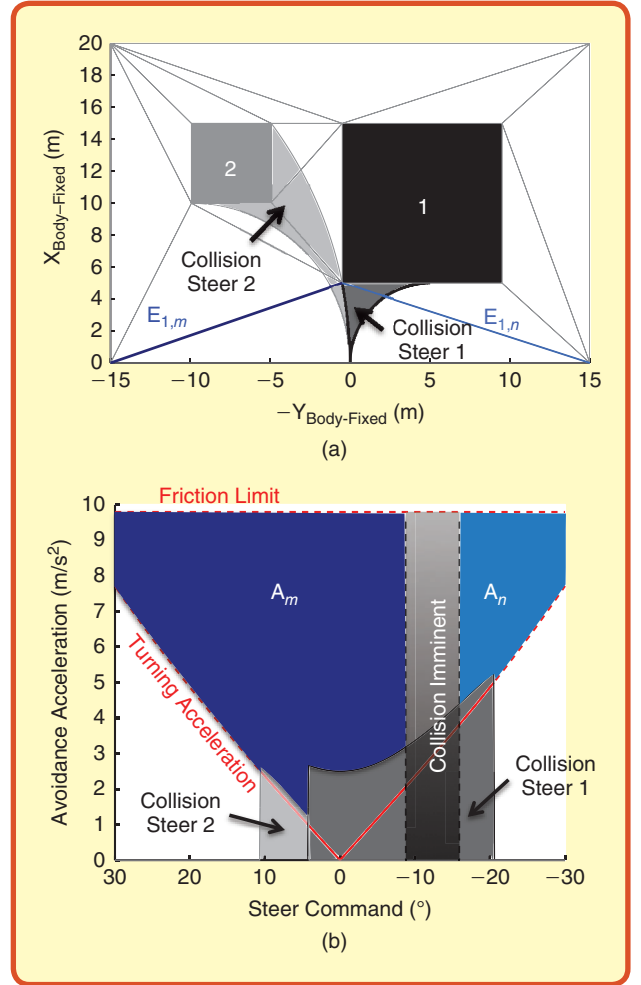 20
18
16
14
12
10
8
6
4
2
0
X Body–Fixed (m)
2
1
Collision
Steer 2
E1,m
Collision
Steer 1
E1,n
−15 −10 −5 0 5 10 15
−Y Body-Fixed (m)
(a)
Friction Limit
10
9
8
7
6
5
4
3
2
1
0
Avoidance Acceleration (m/s²)
Am
An
Turning Acceleration
Collision Imminent
Collision
Steer 2
Collision
Steer 1
30 20 10 0 −10 −20 −30
Steer Command (°)
(b)